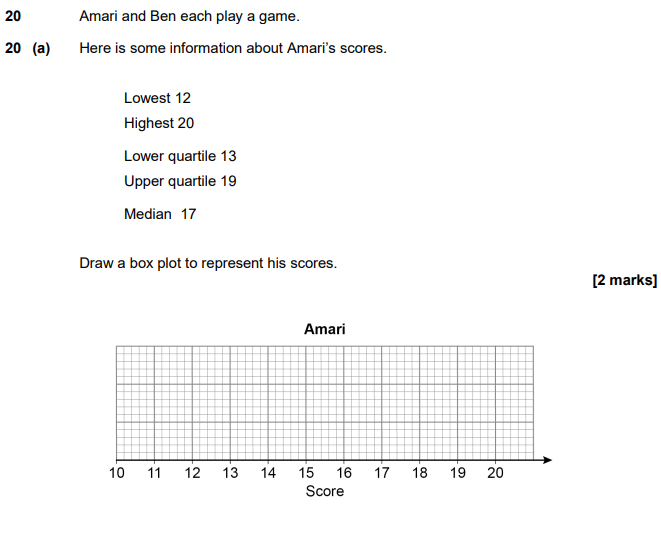 20 Amari and Ben each play a game.
20 (a) Here is some information about Amari's scores.
Lowest 12
Highest 20
Lower quartile 13
Upper quartile 19
Median 17
Draw a box plot to represent his scores.
[2 marks]
Amari
10 11 12 13 14 15 16 17 18 19 20
Score